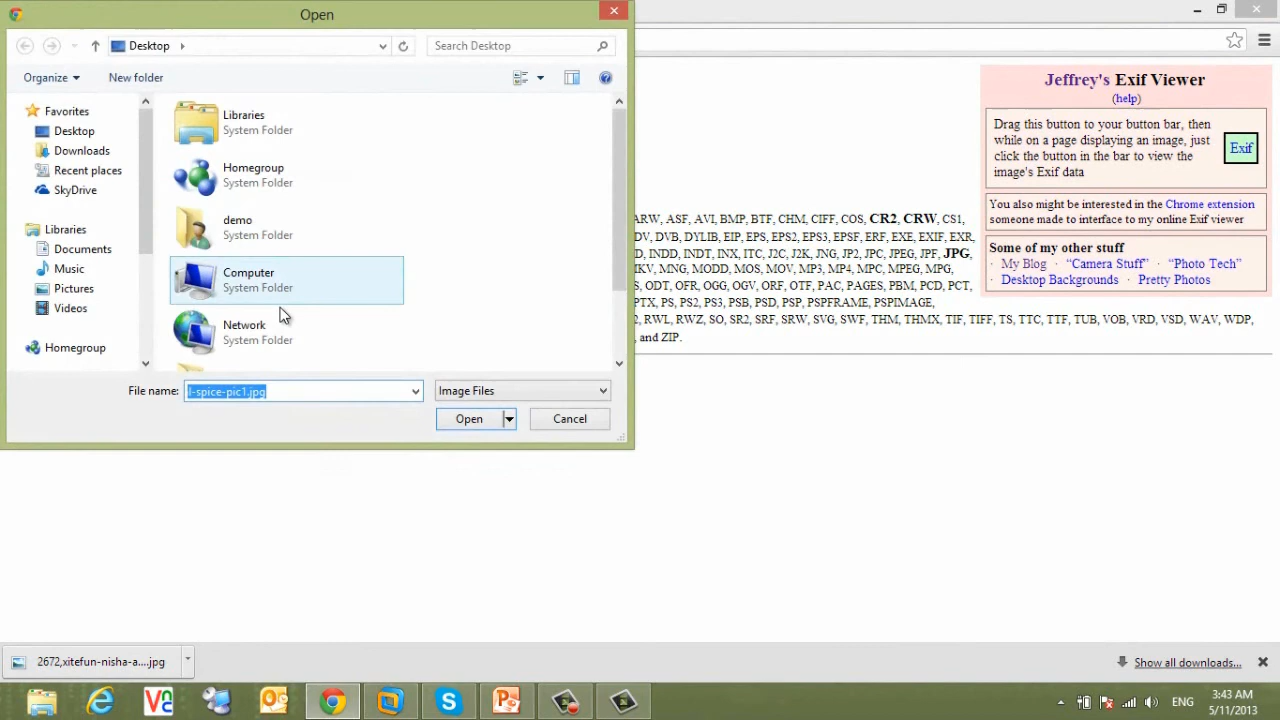 Open
Desktop
Search Desktop
Organize
New folder
Favorites
Desktop
Downloads
Recent places
SkyDrive
Libraries
Documents
Music
Pictures
Videos
Homegroup
Libraries
System Folder
Homegroup
System Folder
demo
System Folder
Computer
System Folder
Network
System Folder
File name:
l-spice-pic1.jpg
Image Files
Open
Cancel
Jeffrey's Exif Viewer
(help)
Drag this button to your button bar, then
while on a page displaying an image, just
click the button in the bar to view the
image's Exif data
Exif
You also might be interested in the Chrome extension
someone made to interface to my online Exif viewer
Some of my other stuff
· My Blog · “Camera Stuff” · “Photo Tech”
· Desktop Backgrounds · Pretty Photos
ARW, ASF, AVI, BMP, BTF, CHM, CIFF, COS, CR2, CRW, CS1,
DV, DVB, DYLIB, EIP, EPS, EPS2, EPS3, EPSF, ERF, EXE, EXIF, EXR,
D, INDD, INDT, INX, ITC, J2C, J2K, JNG, JP2, JPC, JPEG, JPF, JPG,
MKV, MNG, MODD, MOS, MOV, MP3, MP4, MPC, MPEG, MPG,
, ODT, OFR, OGG, OGV, ORF, OTF, PAC, PAGES, PBM, PCD, PCT,
PTX, PS, PS2, PS3, PSB, PSD, PSP, PSPFRAME, PSPIMAGE,
2, RWL, RWZ, SO, SR2, SRF, SRW, SVG, SWF, THM, THMX, TIF, TIFF, TS, TTC, TTF, TUB, VOB, VRD, VSD, WAV, WDP,
, and ZIP.
2672,xitefun-nisha-a....jpg
Show all downloads...
ENG
3:43 AM
5/11/2013